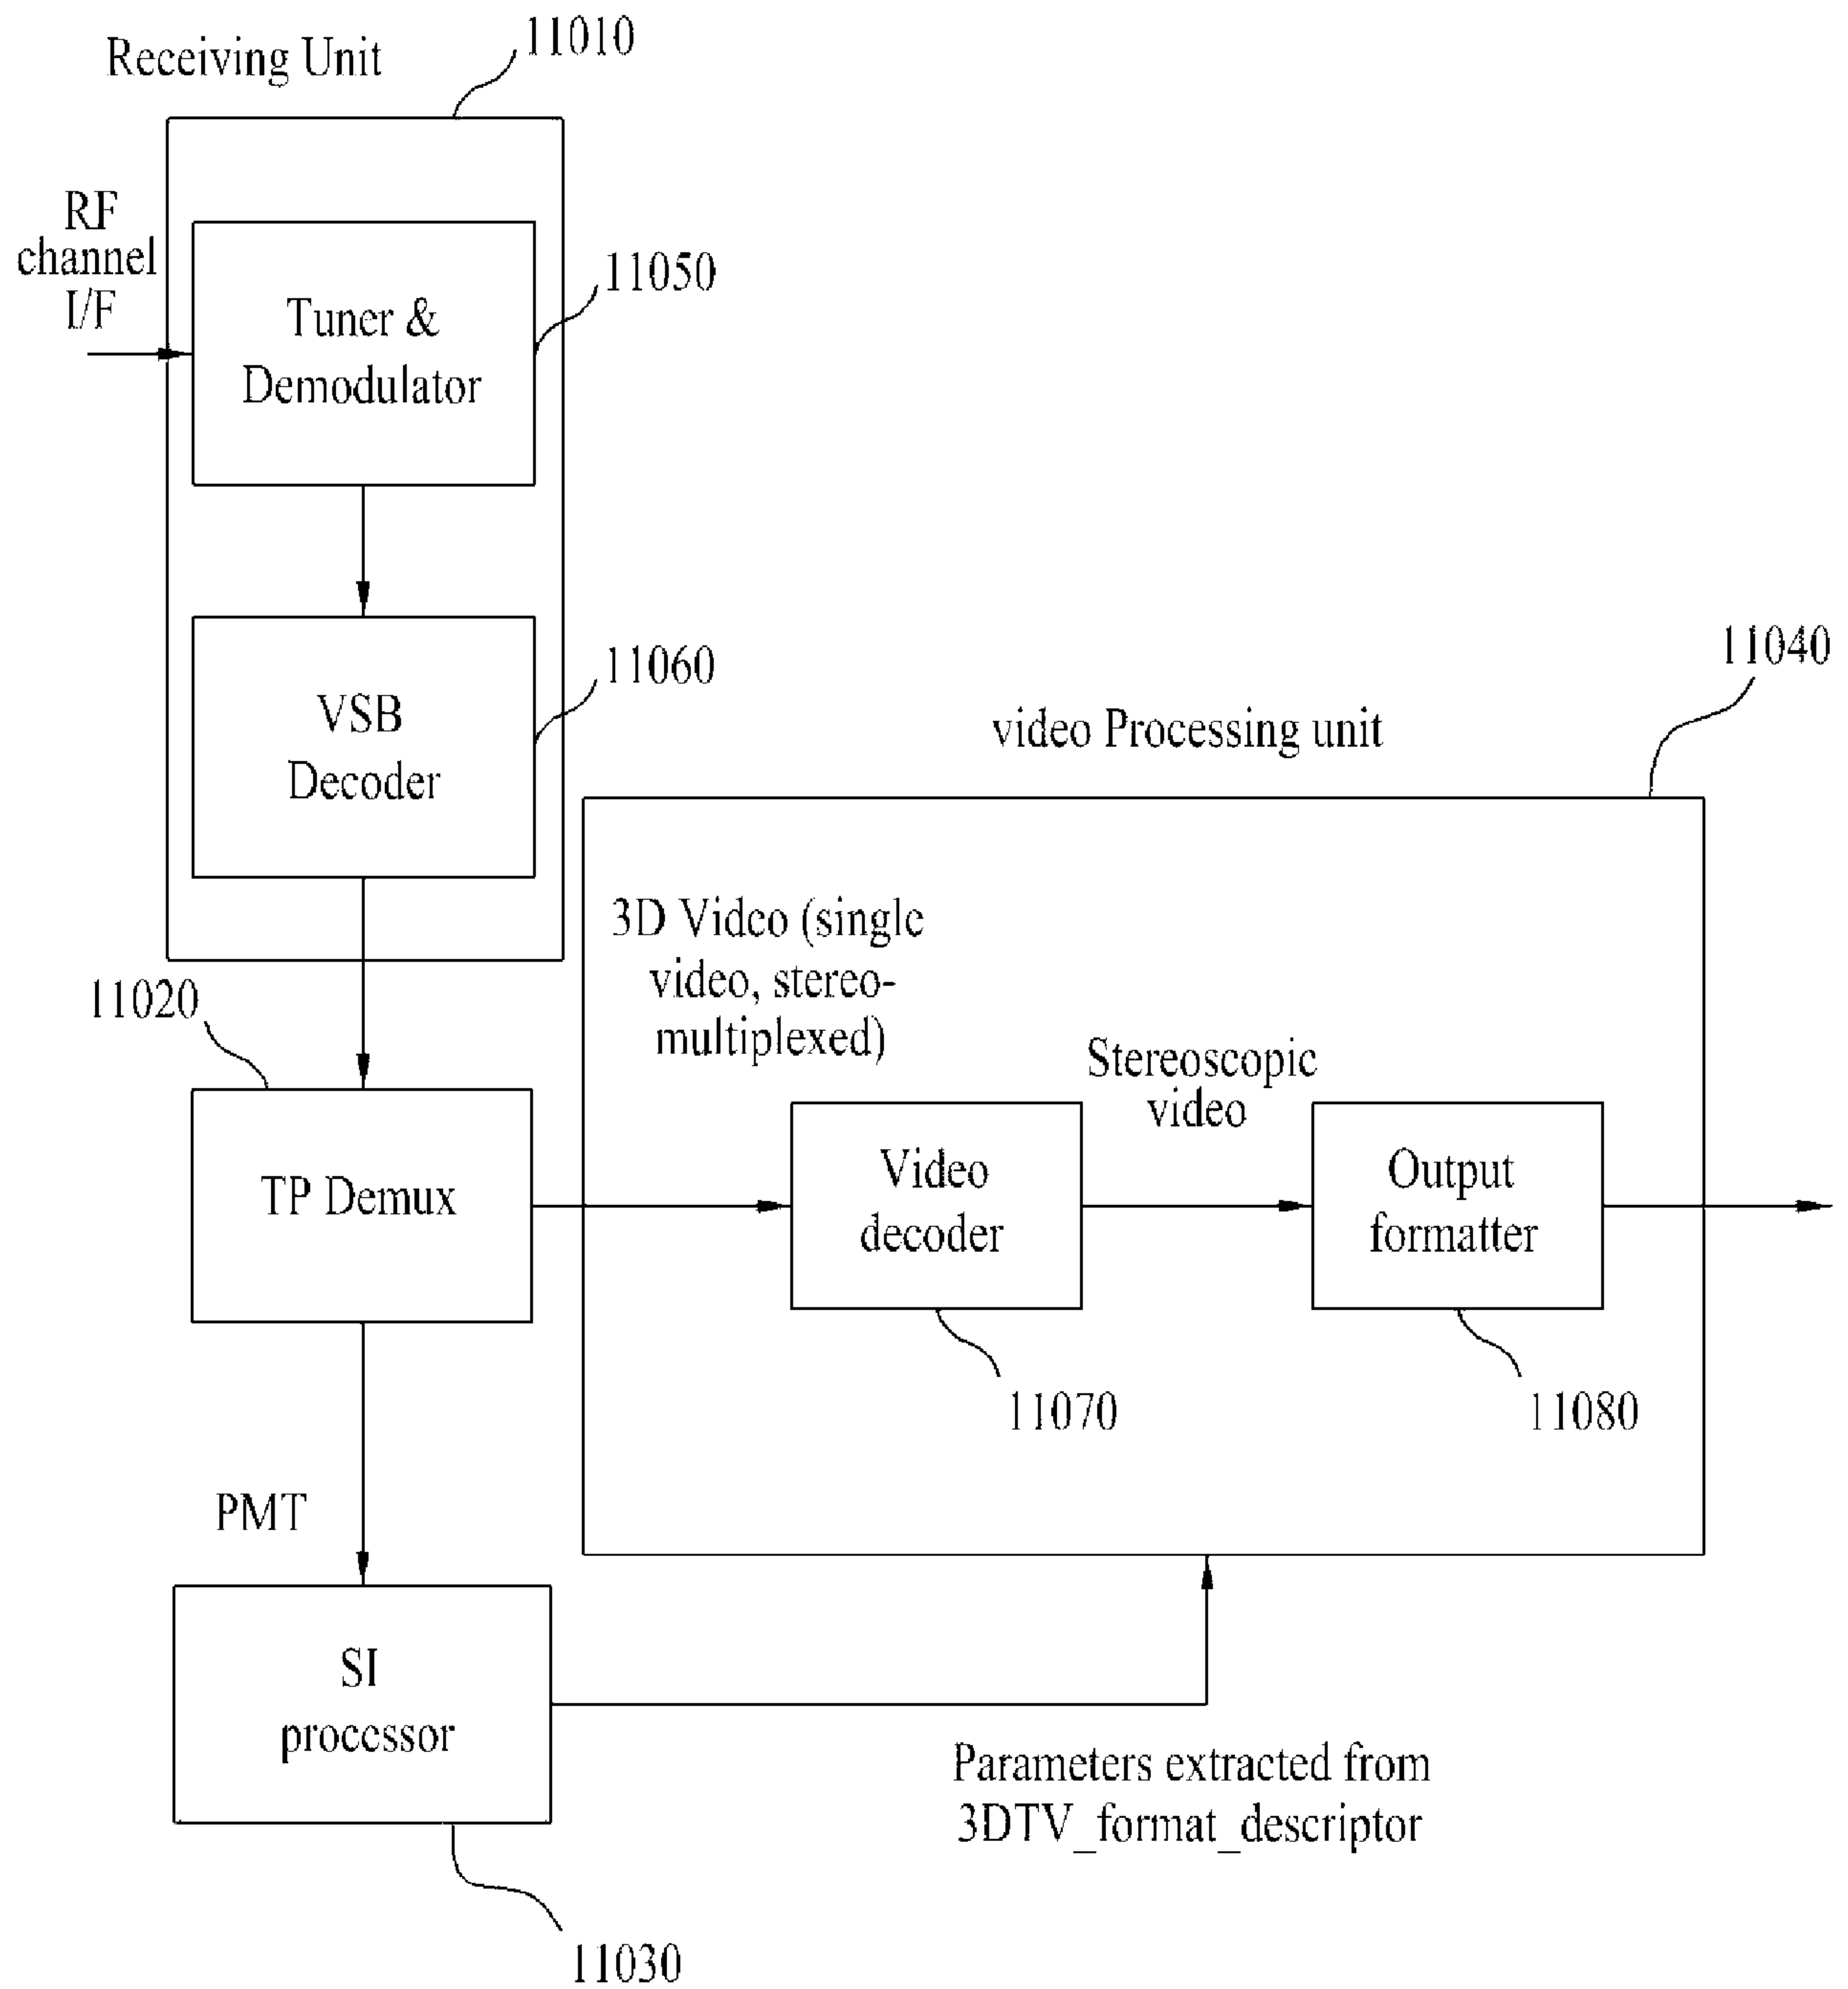 Receiving Unit
11010
RF
channel
I/F
Tuner &
Demodulator
11050
VSB
Decoder
11060
11040
video Processing unit
3D Video (single
video, stereo-
multiplexed)
11020
TP Demux
Stereoscopic
video
Video
decoder
Output
formatter
11070
11080
PMT
SI
processor
Parameters extracted from
3DTV_format_descriptor
11030